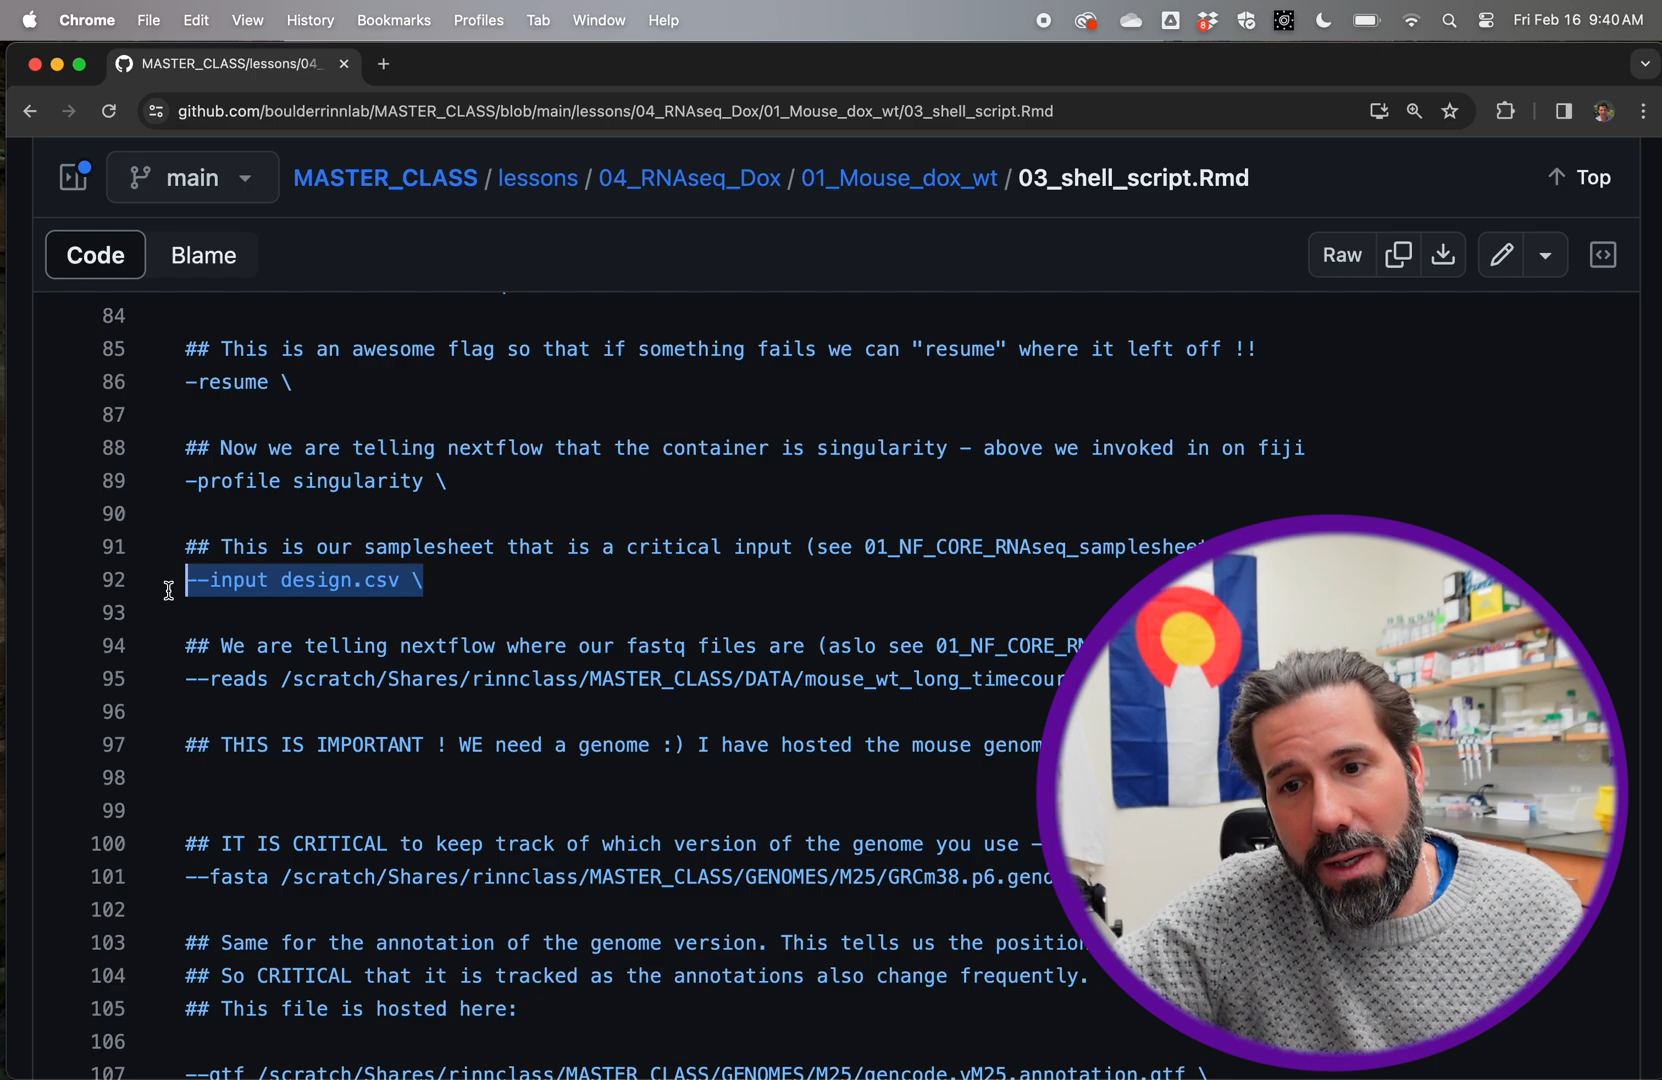 Chrome File Edit View History Bookmarks Profiles Tab Window Help
8
Fri Feb 16 9:40 AM
MASTER_CLASS/lessons/04_
github.com/boulderrinnlab/MASTER_CLASS/blob/main/lessons/04_RNAseq_Dox/01_Mouse_dox_wt/03_shell_script.Rmd
main MASTER_CLASS / lessons / 04_RNAseq_Dox / 01_Mouse_dox_wt / 03_shell_script.Rmd Top
Code Blame Raw
84
85 ## This is an awesome flag so that if something fails we can "resume" where it left off !!
86 -resume \
87
88 ## Now we are telling nextflow that the container is singularity - above we invoked in on fiji
89 -profile singularity \
90
91 ## This is our samplesheet that is a critical input (see 01_NF_CORE_RNAseq_samplesheet
92 --input design.csv \
93
94 ## We are telling nextflow where our fastq files are (aslo see 01_NF_CORE_RN
95 --reads /scratch/Shares/rinnclass/MASTER_CLASS/DATA/mouse_wt_long_timecour
96
97 ## THIS IS IMPORTANT ! WE need a genome :) I have hosted the mouse genom
98
99
100 ## IT IS CRITICAL to keep track of which version of the genome you use -
101 --fasta /scratch/Shares/rinnclass/MASTER_CLASS/GENOMES/M25/GRCm38.p6.geno
102
103 ## Same for the annotation of the genome version. This tells us the position
104 ## So CRITICAL that it is tracked as the annotations also change frequently.
105 ## This file is hosted here:
106
107 --gtf /scratch/Shares/rinnclass/MASTER_CLASS/GENOMES/M25/gencode.vM25.annotation.gtf \